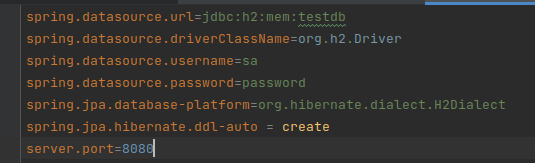 spring.datasource.url=jdbc:h2:mem:testdb
spring.datasource.driverClassName=org.h2.Driver
spring.datasource.username=sa
spring.datasource.password=password
spring.jpa.database-platform=org.hibernate.dialect.H2Dialect
spring.jpa.hibernate.ddl-auto = create
server.port=8080